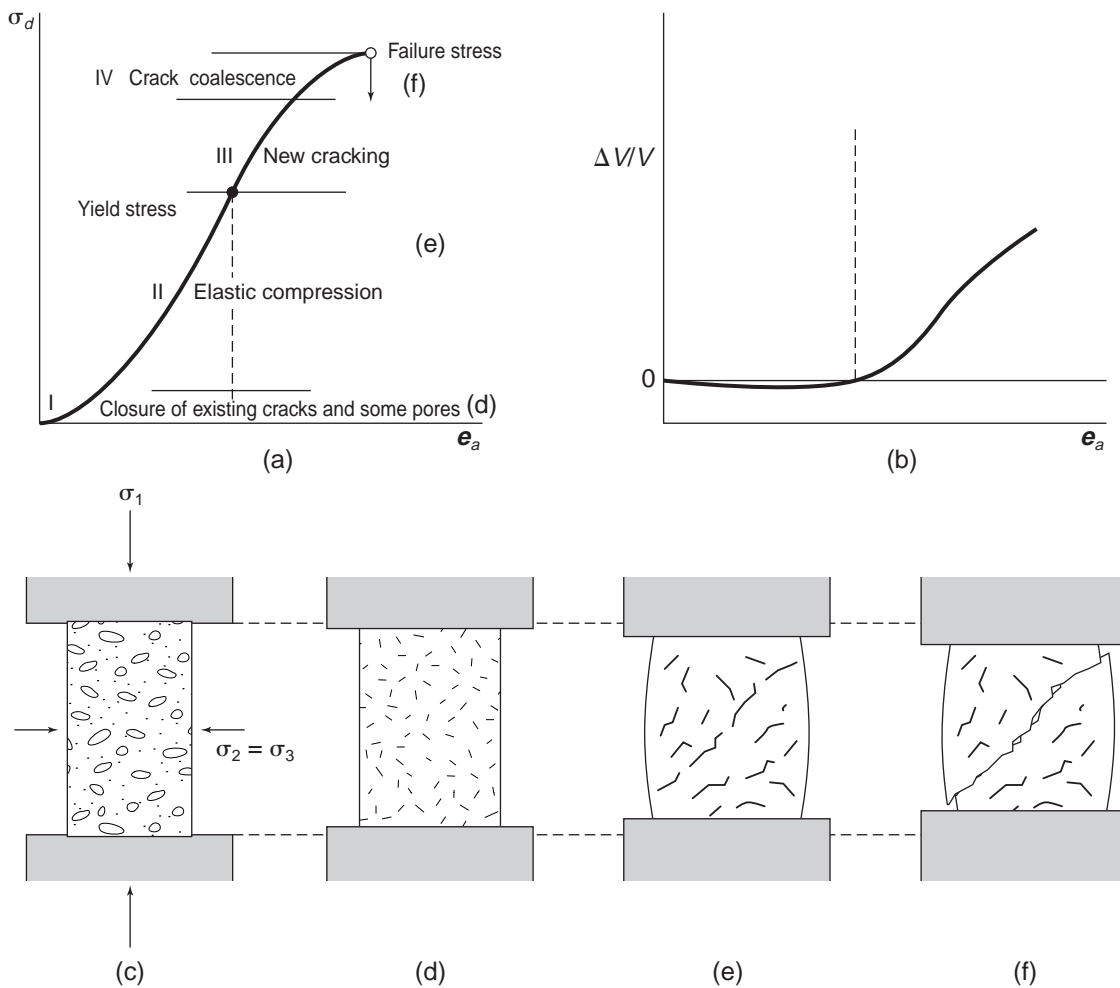 σd
Failure stress
IV Crack coalescence
(f)
III New cracking
Yield stress
(e)
II Elastic compression
I
Closure of existing cracks and some pores (d)
ea
(a)
ΔV/V
0
ea
(b)
σ1
σ2 = σ3
(c)
(d)
(e)
(f)